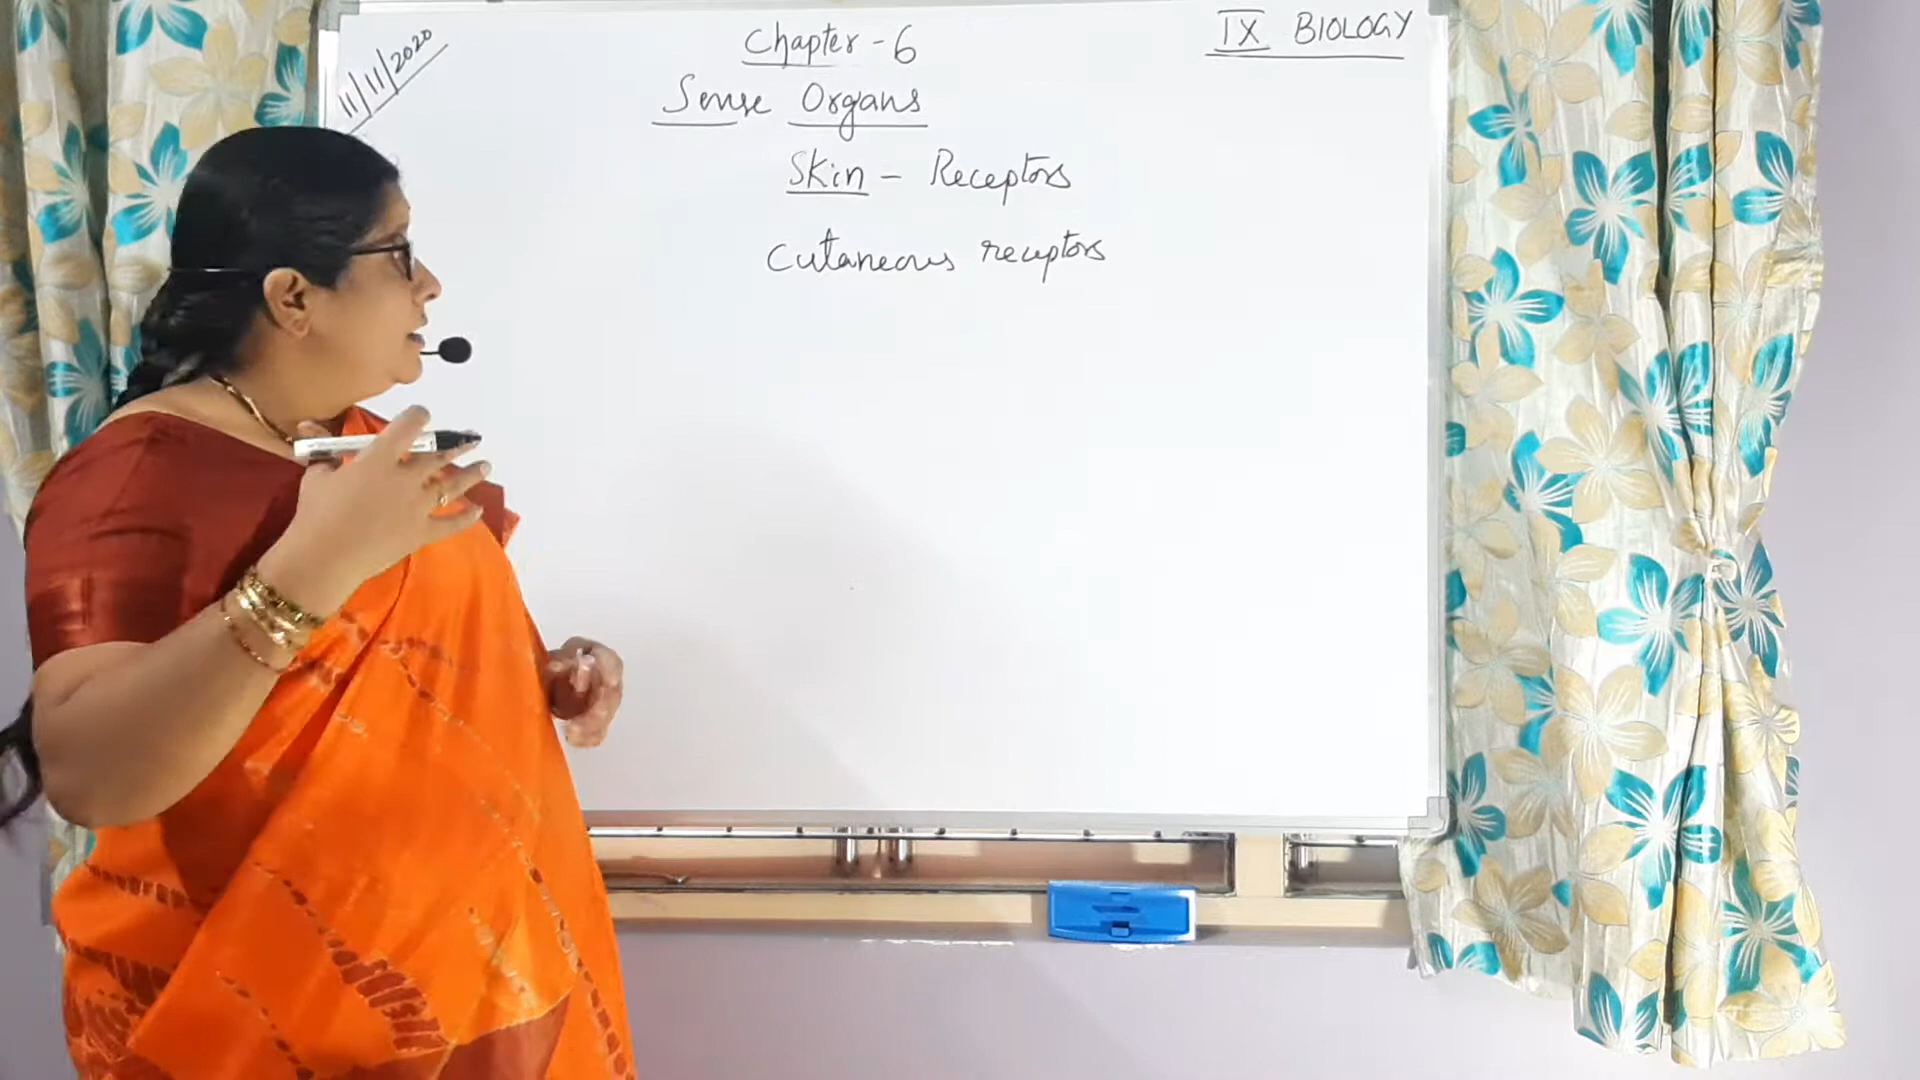 11/11/2020
Chapter - 6
IX BIOLOGY
Sense Organs
Skin - Receptors
Cutaneous receptors